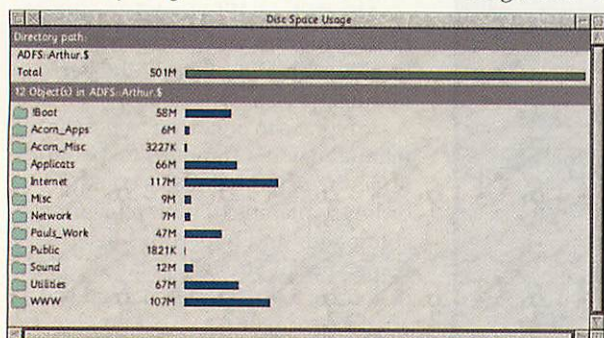 Disc Space Usage
Directory path:
ADFS::Arthur.$
Total 501M
12 Object(s) in ADFS::Arthur.$
!Boot 58M
Acorn_Apps 6M
Acorn_Misc 3227K
Applicats 66M
Internet 117M
Misc 9M
Network 7M
Pauls_Work 47M
Public 1821K
Sound 12M
Utilities 67M
WWW 107M